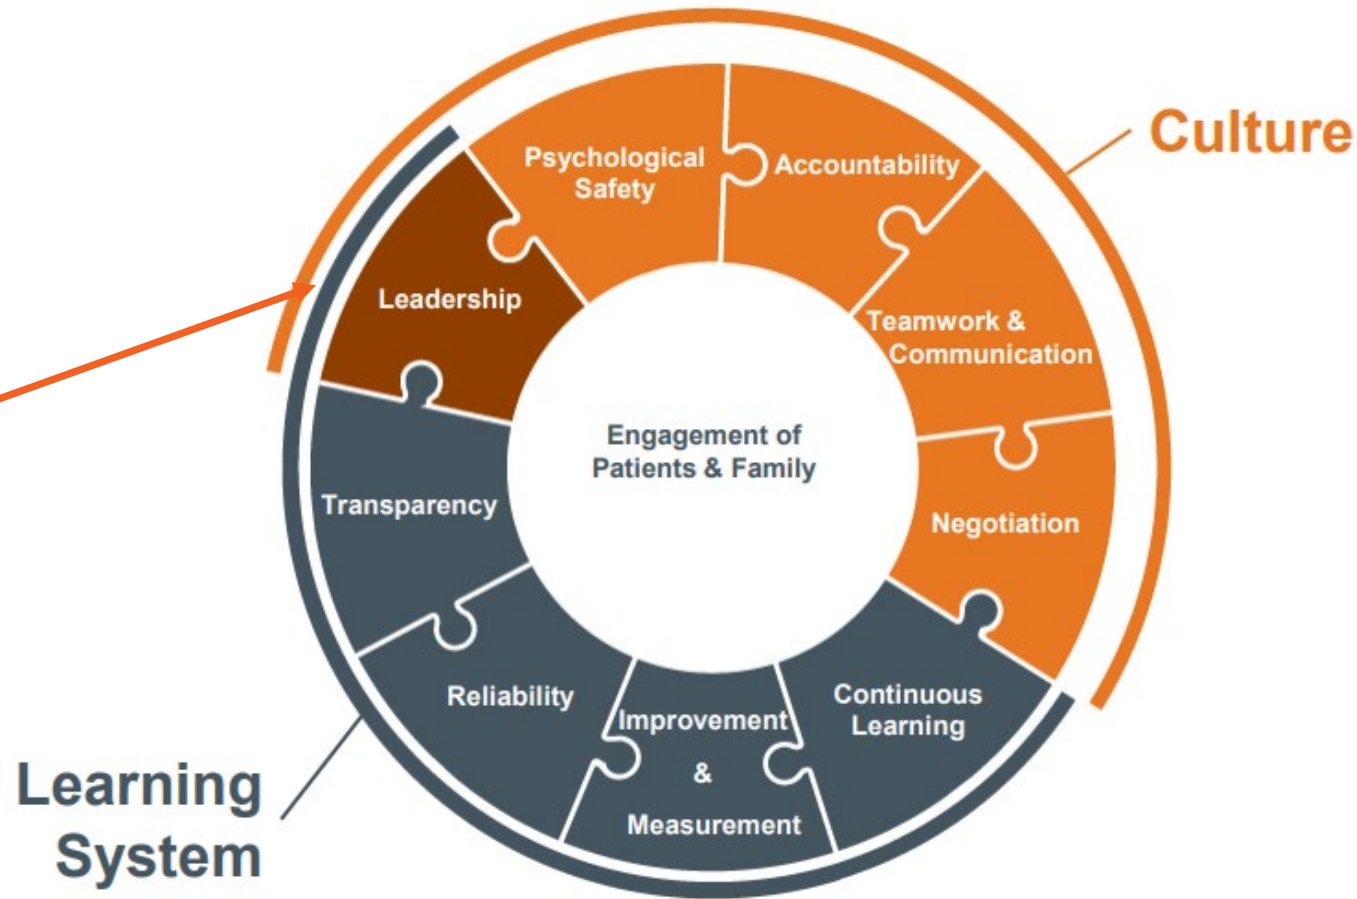 Culture
Psychological
Safety
Accountability
Leadership
Teamwork &
Communication
Engagement of
Patients & Family
Transparency
Negotiation
Reliability
Improvement
&
Measurement
Continuous
Learning
Learning
System